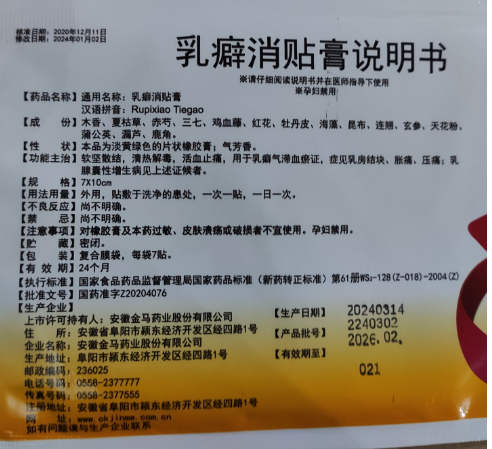 核准日期：2020年12月11日
修改日期：2024年01月02日
乳癖消贴膏说明书
※请仔细阅读说明书并在医师指导下使用
※孕妇禁用
【药品名称】通用名称：乳癖消贴膏
汉语拼音：Rupixiao Tiegao
【成 份】木香、夏枯草、赤芍、三七、鸡血藤、红花、牡丹皮、海藻、昆布、连翘、玄参、天花粉、
蒲公英、漏芦、鹿角。
【性 状】本品为淡黄绿色的片状橡胶膏；气芳香。
【功能主治】软坚散结，清热解毒，活血止痛，用于乳癖气滞血瘀证，症见乳房结块、胀痛、压痛；乳
腺囊性增生病见上述证候者。
【规 格】7X10cm
【用法用量】外用，贴敷于洗净的患处，一次一贴，一日一次。
【不良反应】尚不明确。
【禁 忌】尚不明确。
【注意事项】对橡胶膏及本药过敏、皮肤溃疡或破损者不宜使用。孕妇禁用。
【贮 藏】密闭。
【包 装】复合膜袋，每袋7贴。
【有 效 期】24个月
【执行标准】国家食品药品监督管理局国家药品标准（新药转正标准）第61册WS₃-128(Z-018)-2004(Z)
【批准文号】国药准字Z20204076
【生产企业】
上市许可持有人：安徽金马药业股份有限公司
住 所：安徽省阜阳市颍东经济开发区经四路1号
企业名称：安徽金马药业股份有限公司
生产地址：阜阳市颍东经济开发区经四路1号
邮政编码：236025
电话号码：0558-2377777
传真号码：0558-2377555
注册地址：安徽省阜阳市颍东经济开发区经四路1号
网 址：www.okjinma.com.cn
如有问题请与生产企业联系
【生产日期】 20240314
【产品批号】 2240302
【有效期至】 2026.02.
021